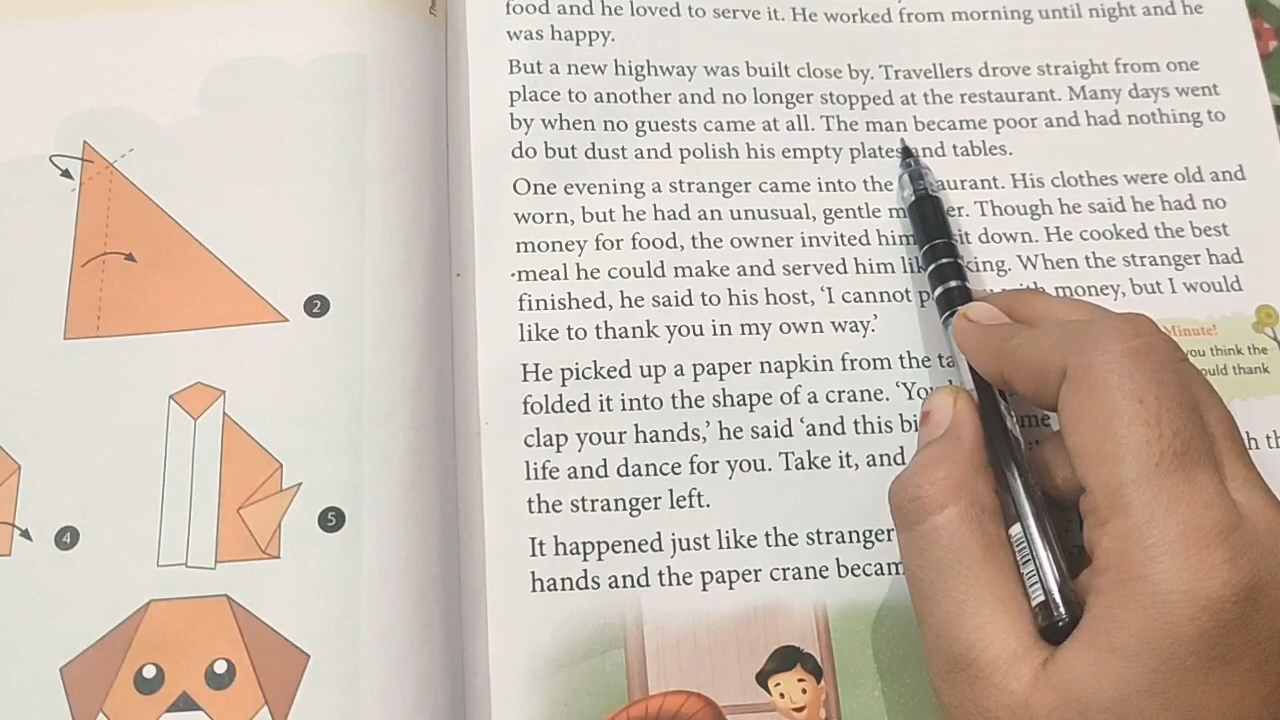 food and he loved to serve it. He worked from morning until night and he
was happy.
But a new highway was built close by. Travellers drove straight from one
place to another and no longer stopped at the restaurant. Many days went
by when no guests came at all. The man became poor and had nothing to
do but dust and polish his empty plates and tables.
One evening a stranger came into the aurant. His clothes were old and
worn, but he had an unusual, gentle er. Though he said he had no
money for food, the owner invited him sit down. He cooked the best
meal he could make and served him king. When the stranger had
finished, he said to his host, ‘I cannot money, but I would
like to thank you in my own way.’
He picked up a paper napkin from the
folded it into the shape of a crane.
clap your hands,’ he said ‘and this
life and dance for you. Take it, and
the stranger left.
It happened just like the stranger
hands and the paper crane
Minute!
you think the
ould thank
2
4
5